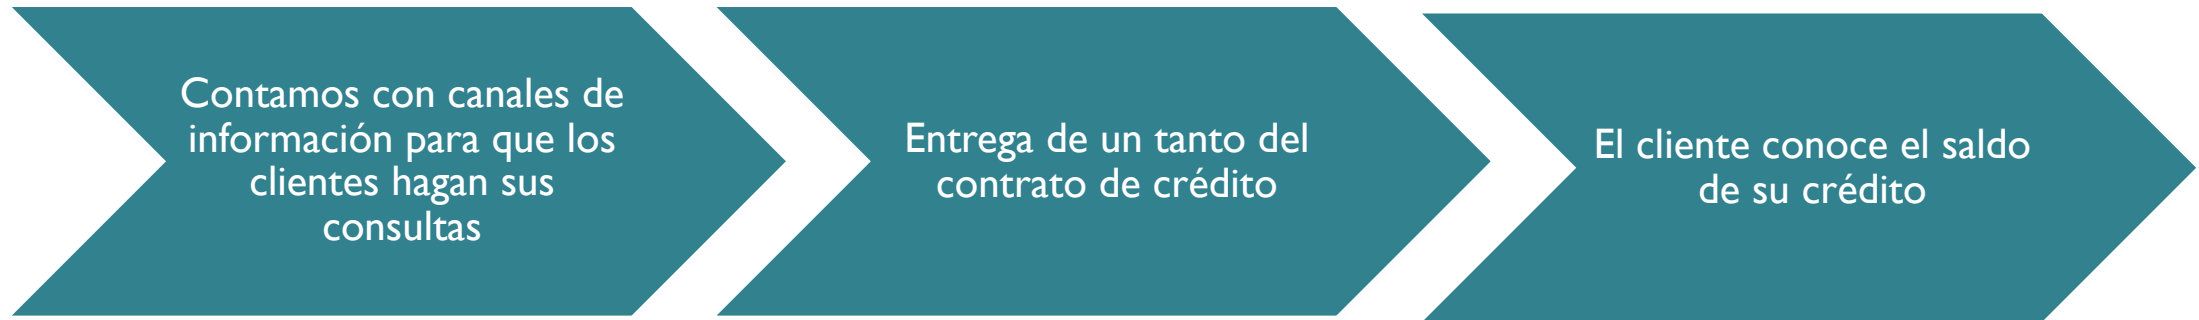 Contamos con canales de
información para que los
clientes hagan sus
consultas
Entrega de un tanto del
contrato de crédito
El cliente conoce el saldo
de su crédito